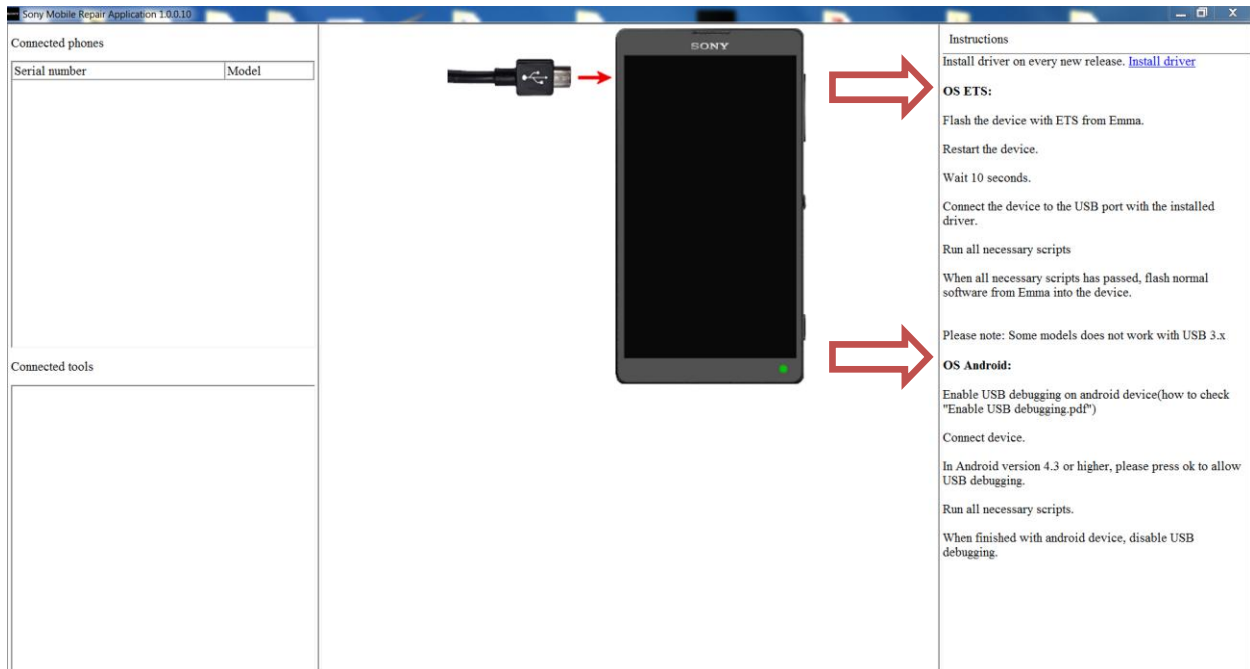 Sony Mobile Repair Application 1.0.0.10
Connected phones
Serial number Model
Connected tools
SONY
Instructions
Install driver on every new release. Install driver
OS ETS:
Flash the device with ETS from Emma.
Restart the device.
Wait 10 seconds.
Connect the device to the USB port with the installed
driver.
Run all necessary scripts
When all necessary scripts has passed, flash normal
software from Emma into the device.
Please note: Some models does not work with USB 3.x
OS Android:
Enable USB debugging on android device(how to check
"Enable USB debugging.pdf")
Connect device.
In Android version 4.3 or higher, please press ok to allow
USB debugging.
Run all necessary scripts.
When finished with android device, disable USB
debugging.